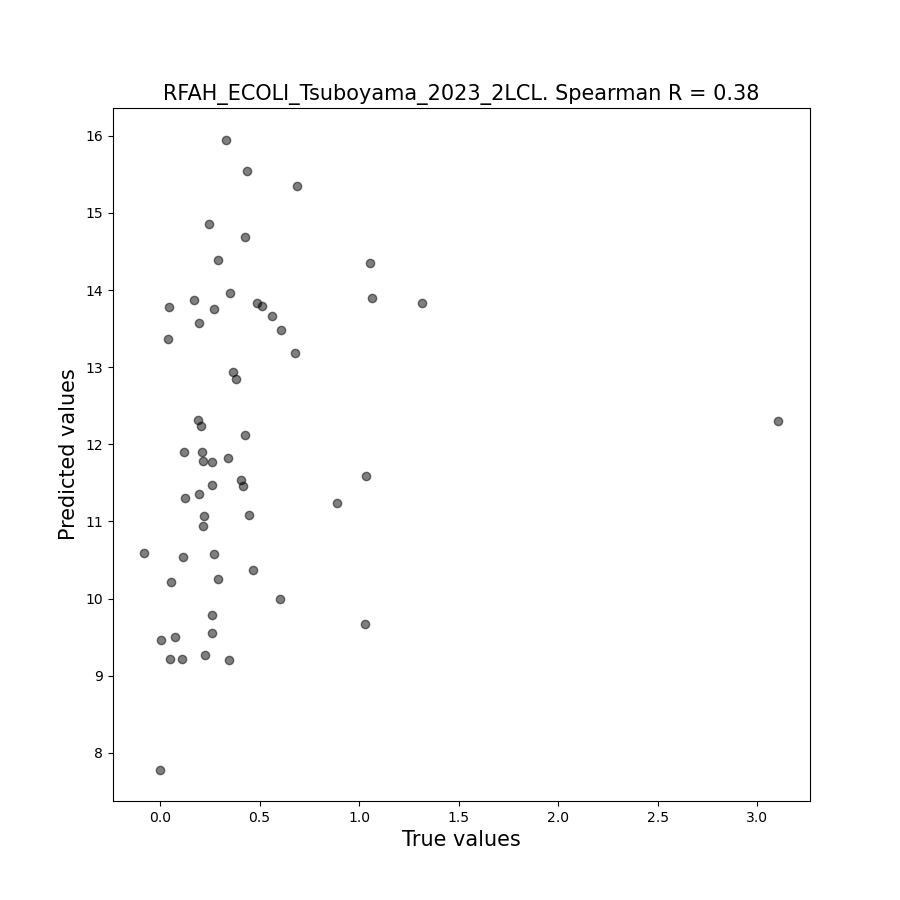 RFAH_ECOLI_Tsuboyama_2023_2LCL. Spearman R = 0.38
16
15
14
13
12
11
10
9
8
Predicted values
0.0 0.5 1.0 1.5 2.0 2.5 3.0
True values